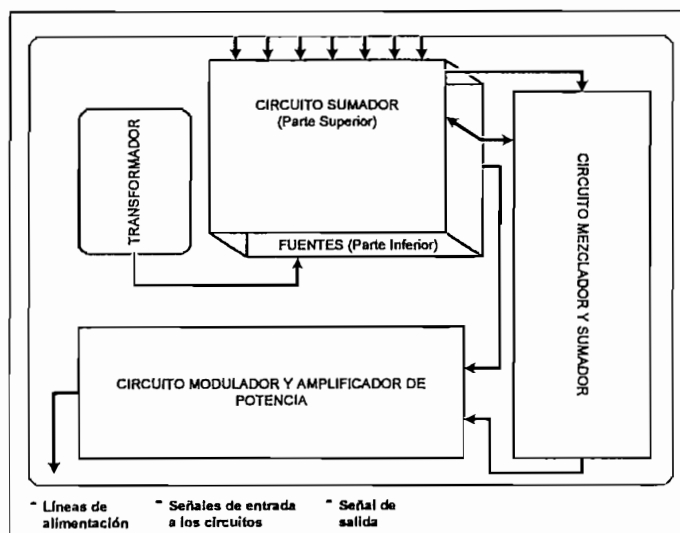 CIRCUITO SUMADOR
(Parte Superior)
TRANSFORMADOR
FUENTES (Parte Inferior)
CIRCUITO MEZCLADOR Y SUMADOR
CIRCUITO MODULADOR Y AMPLIFICADOR DE
POTENCIA
Líneas de
alimentación
Señales de entrada
a los circuitos
Señal de
salida